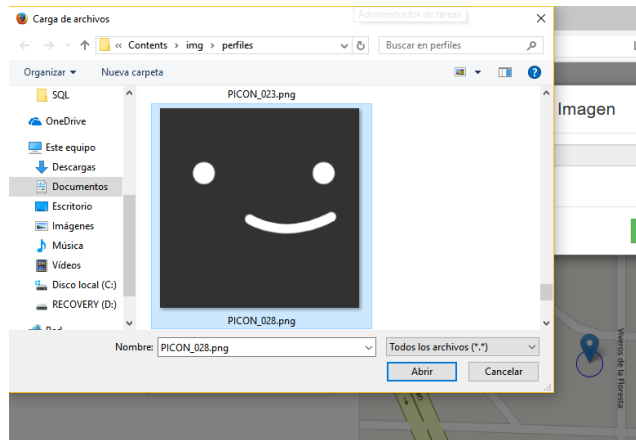 Carga de archivos
Administrador de tareas
« Contents › img › perfiles
Buscar en perfiles
Organizar
Nueva carpeta
SQL
OneDrive
Este equipo
Descargas
Documentos
Escritorio
Imágenes
Música
Vídeos
Disco local (C:)
RECOVERY (D:)
Red
PICON_023.png
PICON_028.png
Nombre: PICON_028.png
Todos los archivos (*.*)
Abrir
Cancelar
Imagen
Viveros de la Floresta